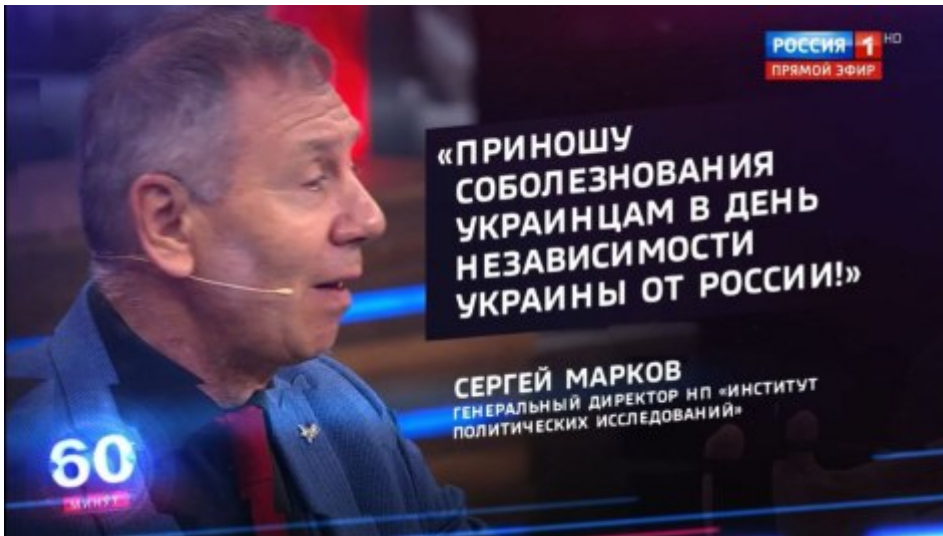 РОССИЯ 1 HD
ПРЯМОЙ ЭФИР
«ПРИНОШУ
СОБОЛЕЗНОВАНИЯ
УКРАИНЦАМ В ДЕНЬ
НЕЗАВИСИМОСТИ
УКРАИНЫ ОТ РОССИИ!»
СЕРГЕЙ МАРКОВ
ГЕНЕРАЛЬНЫЙ ДИРЕКТОР НП «ИНСТИТУТ
ПОЛИТИЧЕСКИХ ИССЛЕДОВАНИЙ»
60
МИНУТ